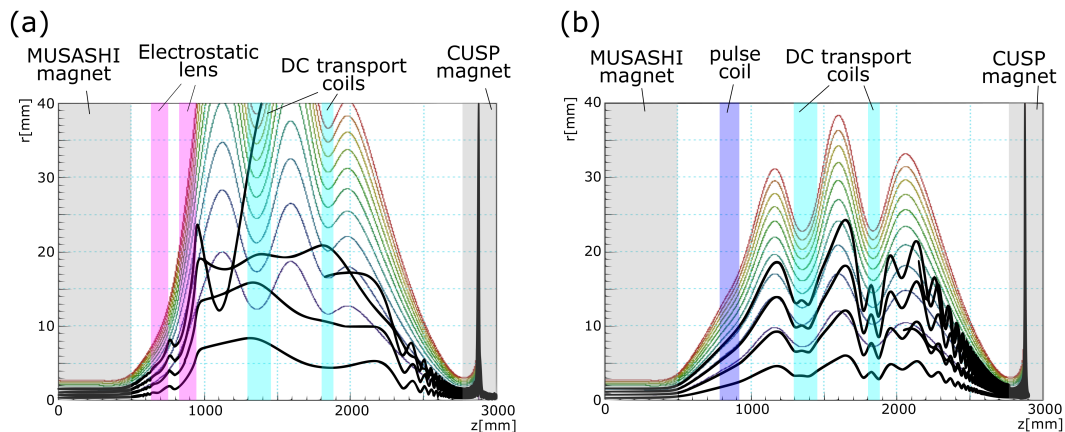 (a)
MUSASHI
magnet
Electrostatic
lens
DC transport
coils
CUSP
magnet
r[mm]
40
30
20
10
0
0
1000
2000
3000
z[mm]
(b)
MUSASHI
magnet
pulse
coil
DC transport
coils
CUSP
magnet
r[mm]
40
30
20
10
0
0
1000
2000
3000
z[mm]